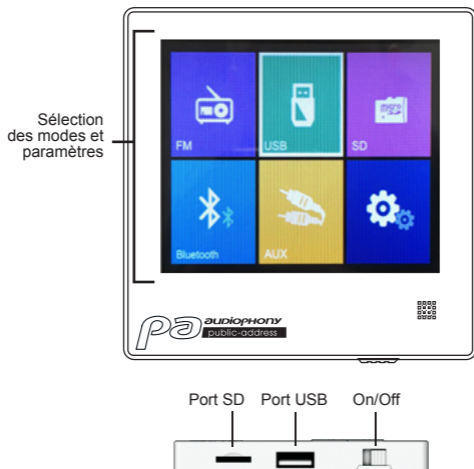 Sélection
des modes et
paramètres
FM
USB
SD
micro
Bluetooth
AUX
pa audiophony
public-address
Port SD Port USB On/Off